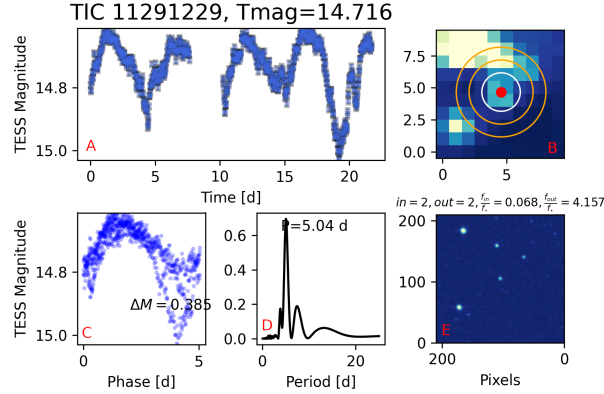 TIC 11291229, Tmag=14.716
TESS Magnitude
14.8
15.0
A
0
5
10
15
20
Time [d]
7.5
5.0
2.5
0.0
B
0
5
TESS Magnitude
14.8
15.0
ΔM = 0.385
C
0
5
Phase [d]
P=5.04 d
0.6
0.4
0.2
0.0
D
0
10
20
Period [d]
in = 2, out = 2, f_in/f_* = 0.068, f_out/f_* = 4.157
200
100
0
E
200
0
Pixels